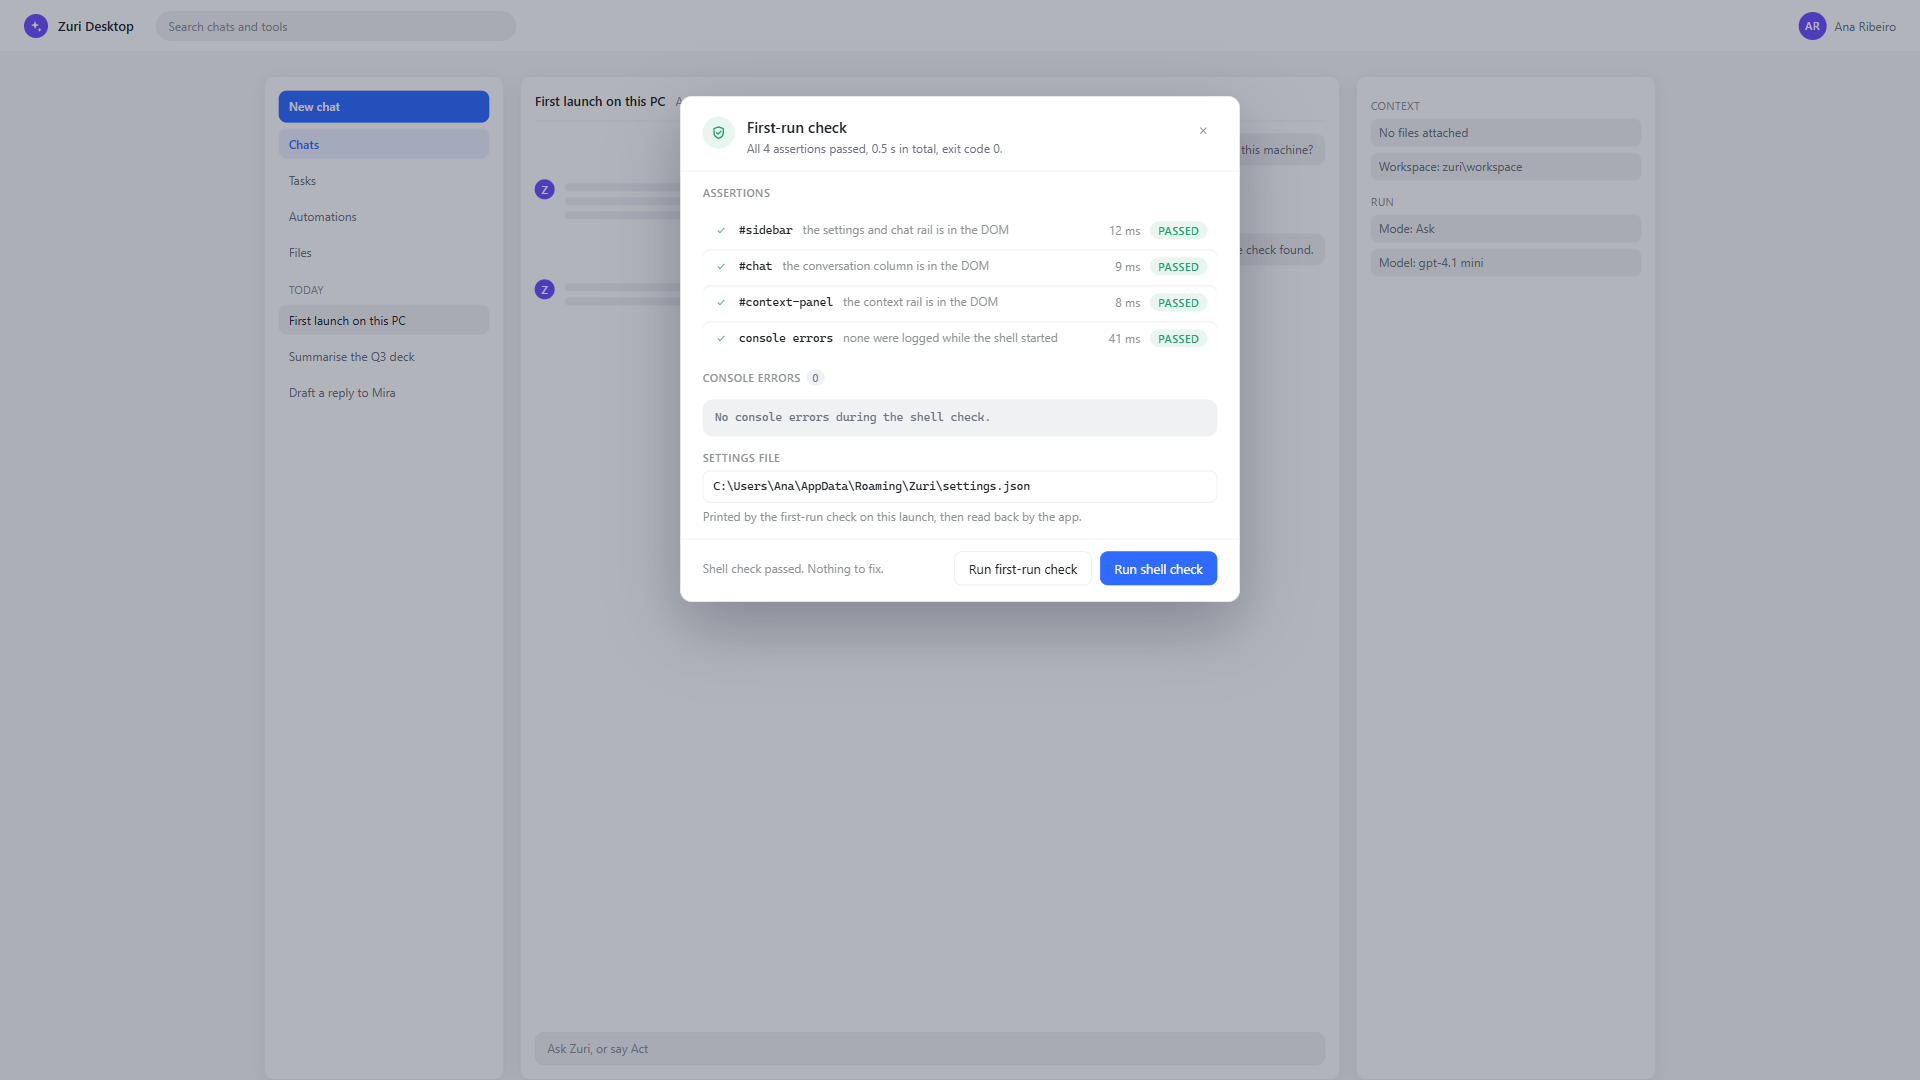 Zuri Desktop
Search chats and tools
AR
Ana Ribeiro
New chat
Chats
Tasks
Automations
Files
TODAY
First launch on this PC
Summarise the Q3 deck
Draft a reply to Mira
First launch on this PC
this machine?
Z
check found.
Z
Ask Zuri, or say Act
First-run check
All 4 assertions passed, 0.5 s in total, exit code 0.
×
ASSERTIONS
#sidebar the settings and chat rail is in the DOM 12 ms PASSED
#chat the conversation column is in the DOM 9 ms PASSED
#context-panel the context rail is in the DOM 8 ms PASSED
console errors none were logged while the shell started 41 ms PASSED
CONSOLE ERRORS 0
No console errors during the shell check.
SETTINGS FILE
C:\Users\Ana\AppData\Roaming\Zuri\settings.json
Printed by the first-run check on this launch, then read back by the app.
Shell check passed. Nothing to fix.
Run first-run check
Run shell check
CONTEXT
No files attached
Workspace: zuri\workspace
RUN
Mode: Ask
Model: gpt-4.1 mini